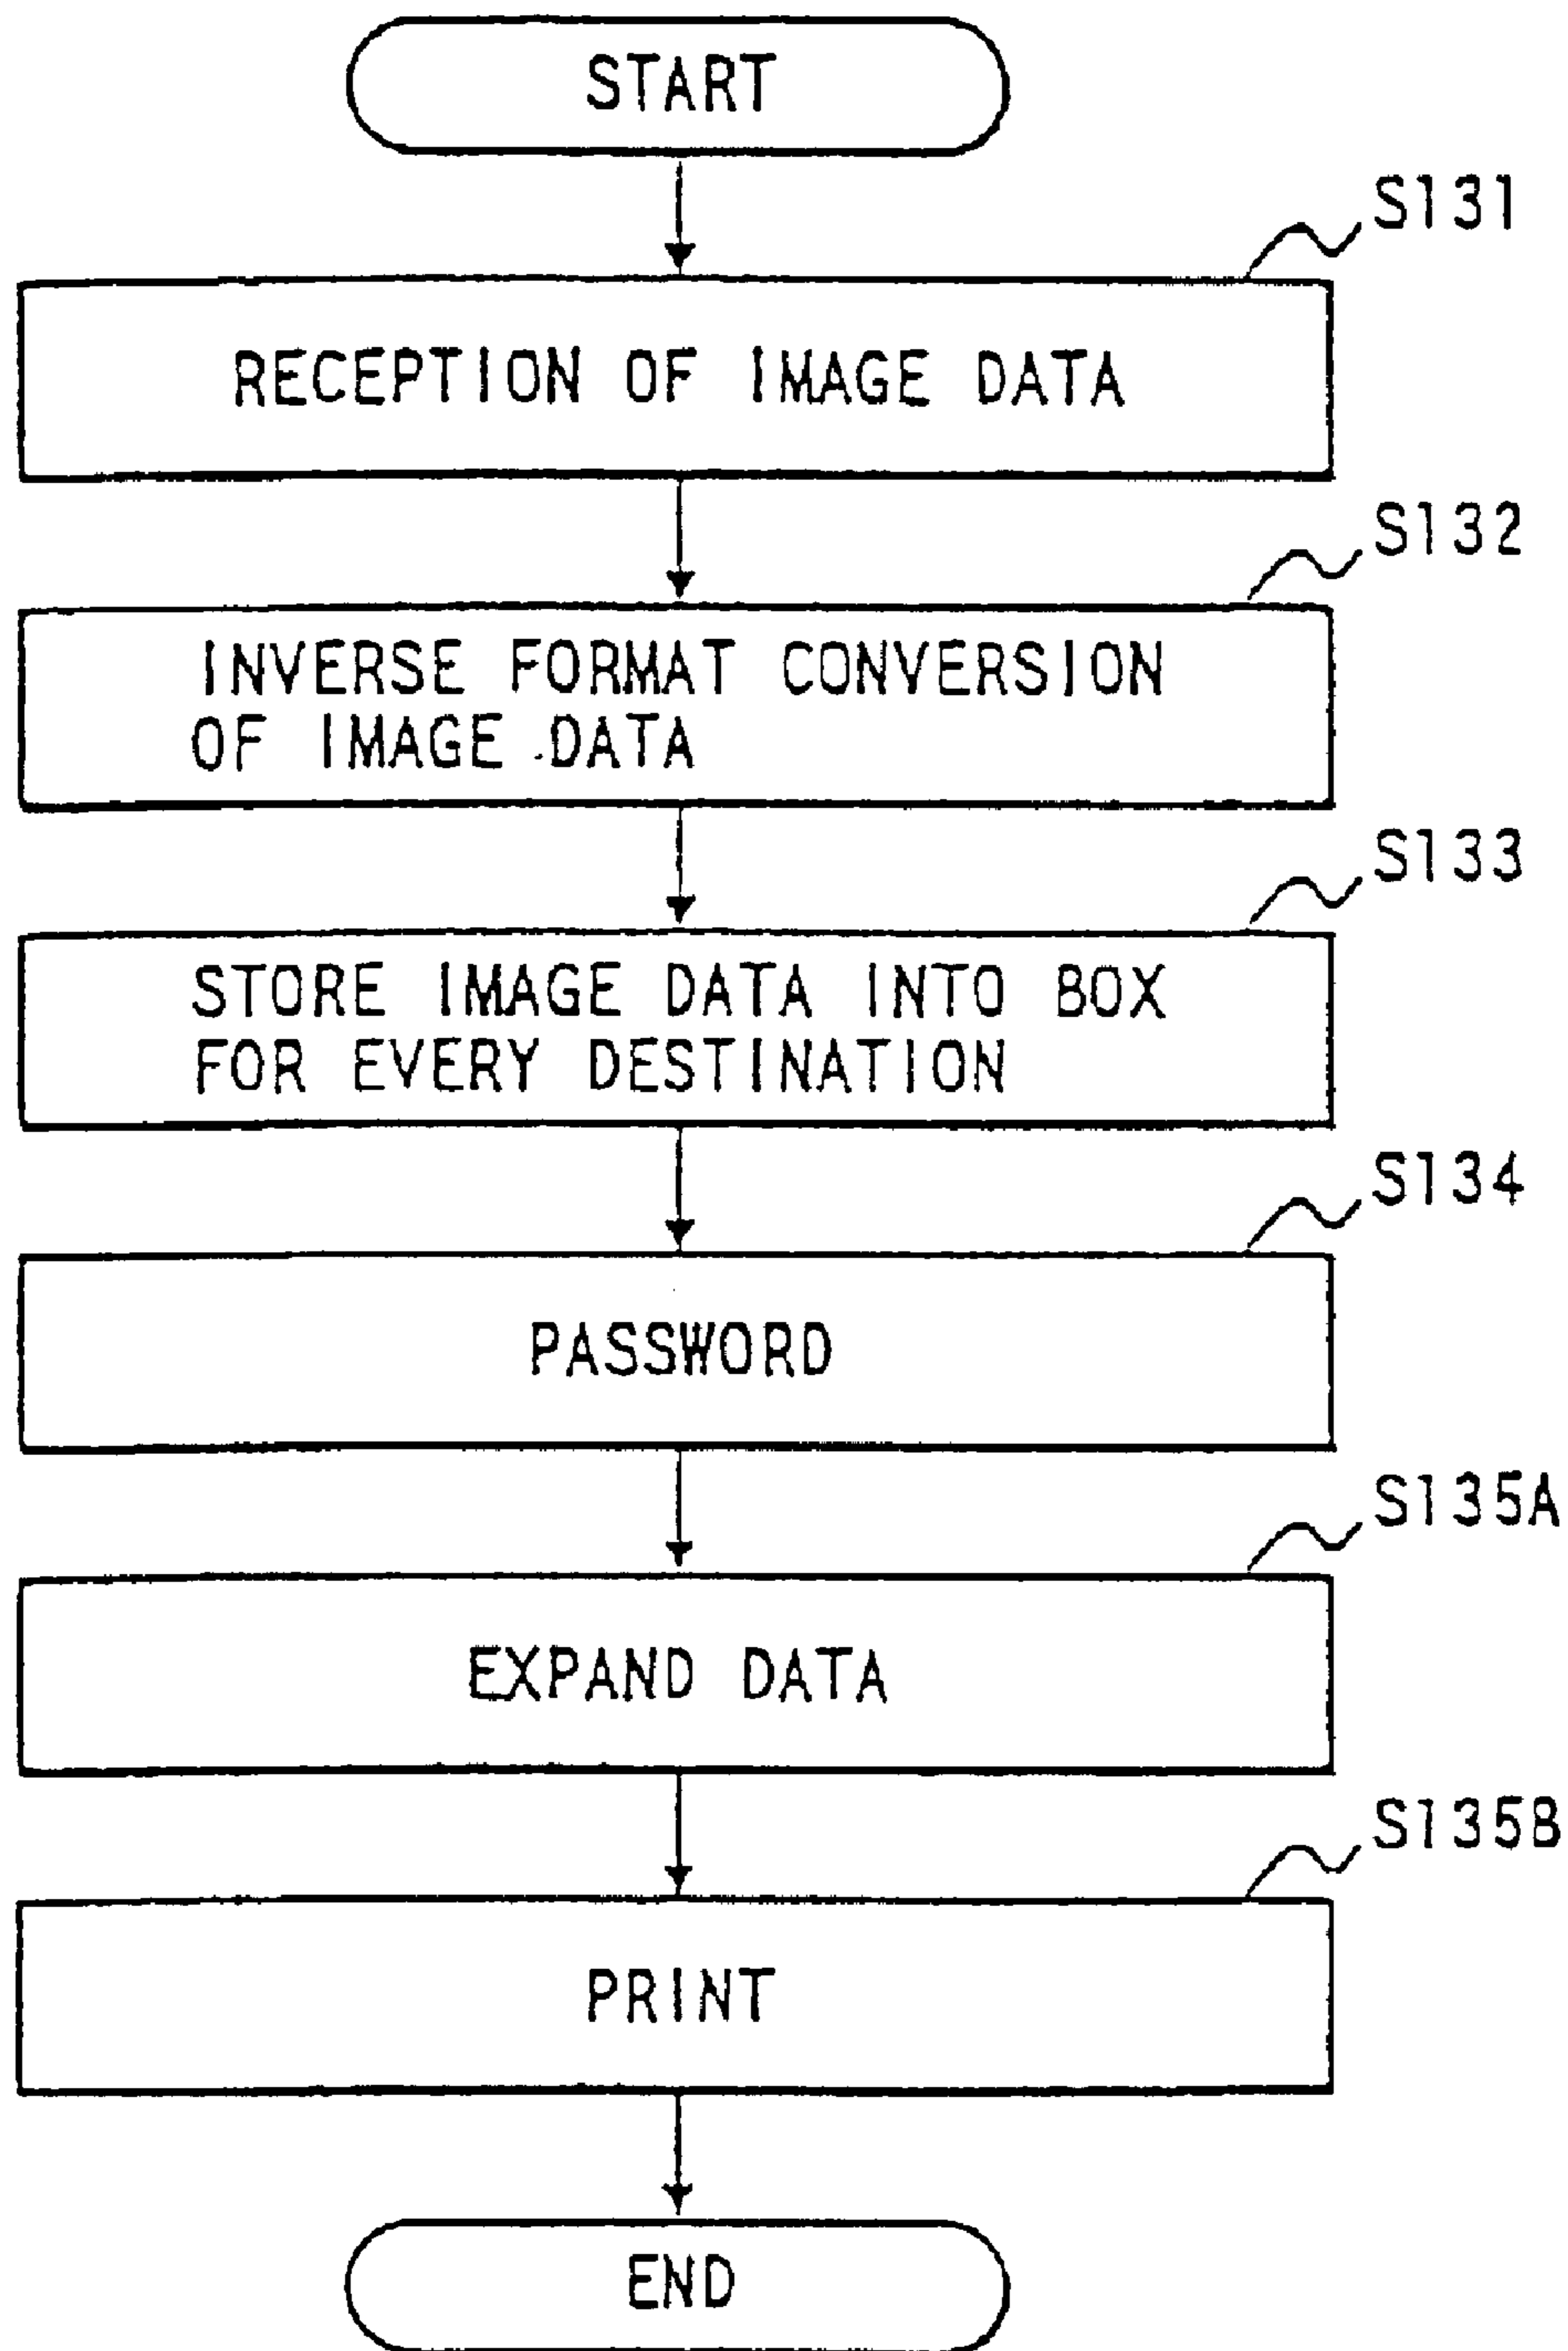 START
S131
RECEPTION OF IMAGE DATA
S132
INVERSE FORMAT CONVERSION
OF IMAGE DATA
S133
STORE IMAGE DATA INTO BOX
FOR EVERY DESTINATION
S134
PASSWORD
S135A
EXPAND DATA
S135B
PRINT
END